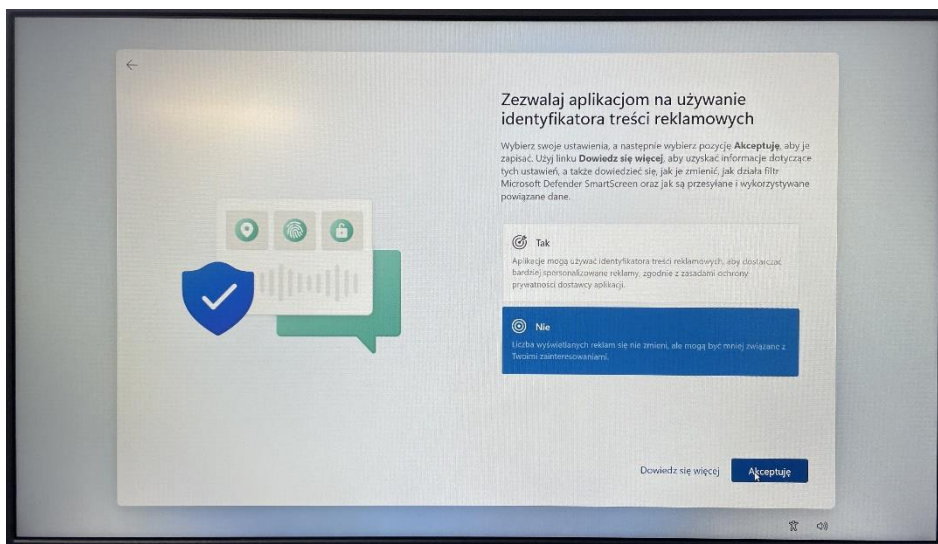 Zezwalaj aplikacjom na używanie
identyfikatora treści reklamowych
Wybierz swoje ustawienia, a następnie wybierz pozycję Akceptuję, aby je
zapisać. Użyj linku Dowiedz się więcej, aby uzyskać informacje dotyczące
tych ustawień, a także dowiedzieć się, jak je zmienić, jak działa filtr
Microsoft Defender SmartScreen oraz jak są przesyłane i wykorzystywane
powiązane dane.
Tak
Aplikacje mogą używać identyfikatora treści reklamowych, aby dostarczać
bardziej spersonalizowane reklamy, zgodnie z zasadami ochrony
prywatności dostawcy aplikacji.
Nie
Liczba wyświetlanych reklam się nie zmieni, ale mogą być mniej związane z
Twoimi zainteresowaniami.
Dowiedz się więcej
Akceptuję